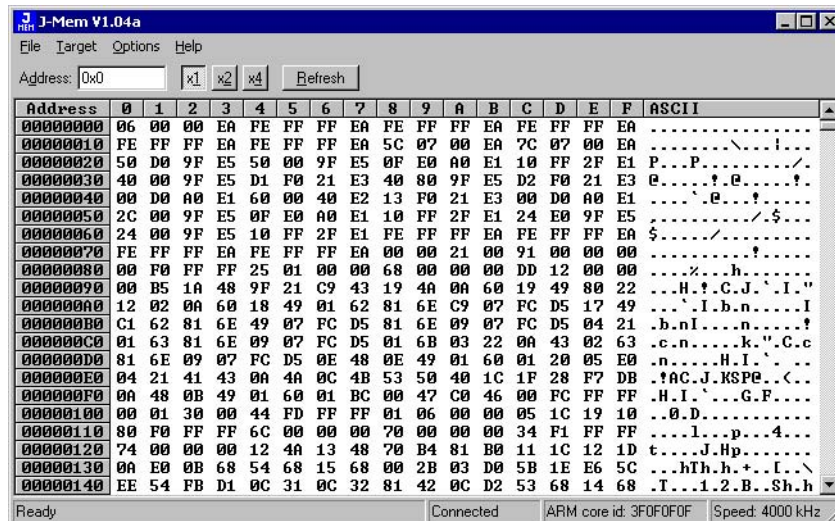 J-Mem V1.04a
File Target Options Help
Address: 0x0 x1 x2 x4 Refresh
Address 0 1 2 3 4 5 6 7 8 9 A B C D E F ASCII
00000000 06 00 00 EA FE FF FF EA FE FF FF EA FE FF FF EA ................
00000010 FE FF FF EA FE FF FF EA 5C 07 00 EA 7C 07 00 EA ........\...|...
00000020 50 D0 9F E5 50 00 9F E5 0F E0 A0 E1 10 FF 2F E1 P...P........./.
00000030 40 00 9F E5 D1 F0 21 E3 40 80 9F E5 D2 F0 21 E3 @.....!.@.....!.
00000040 00 D0 A0 E1 60 00 40 E2 13 F0 21 E3 00 D0 A0 E1 ....`.@...!.....
00000050 2C 00 9F E5 0F E0 A0 E1 10 FF 2F E1 24 E0 9F E5 ,........./.$...
00000060 24 00 9F E5 10 FF 2F E1 FE FF FF EA FE FF FF EA $...../.........
00000070 FE FF FF EA FE FF FF EA 00 00 21 00 91 00 00 00 ..........!.....
00000080 00 F0 FF FF 25 01 00 00 68 00 00 00 DD 12 00 00 ....%...h.......
00000090 00 B5 1A 48 9F 21 C9 43 19 4A 0A 60 19 49 80 22 ...H.!.C.J.`.I."
000000A0 12 02 0A 60 18 49 01 62 81 6E C9 07 FC D5 17 49 ...`.I.b.n.....I
000000B0 C1 62 81 6E 49 07 FC D5 81 6E 09 07 FC D5 04 21 .b.nI....n.....!
000000C0 01 63 81 6E 09 07 FC D5 01 6B 03 22 0A 43 02 63 .c.n.....k.".C.c
000000D0 81 6E 09 07 FC D5 0E 48 0E 49 01 60 01 20 05 E0 .n.....H.I.`. ..
000000E0 04 21 41 43 0A 4A 0C 4B 53 50 40 1C 1F 28 F7 DB .!AC.J.KSP@..(..
000000F0 0A 48 0B 49 01 60 01 BC 00 47 C0 46 00 FC FF FF .H.I.`...G.F....
00000100 00 01 30 00 44 FD FF FF 01 06 00 00 05 1C 19 10 ..0.D...........
00000110 80 F0 FF FF 6C 00 00 00 70 00 00 00 34 F1 FF FF ....l...p...4...
00000120 74 00 00 00 12 4A 13 48 70 B4 81 B0 11 1C 12 1D t....J.Hp.......
00000130 0A E0 0B 68 54 68 15 68 00 2B 03 D0 5B 1E E6 5C ...hTh.h.+..[..\
00000140 EE 54 FB D1 0C 31 0C 32 81 42 0C D2 53 68 14 68 .T...1.2.B..Sh.h
Ready Connected ARM core id: 3F0F0F0F Speed: 4000 kHz